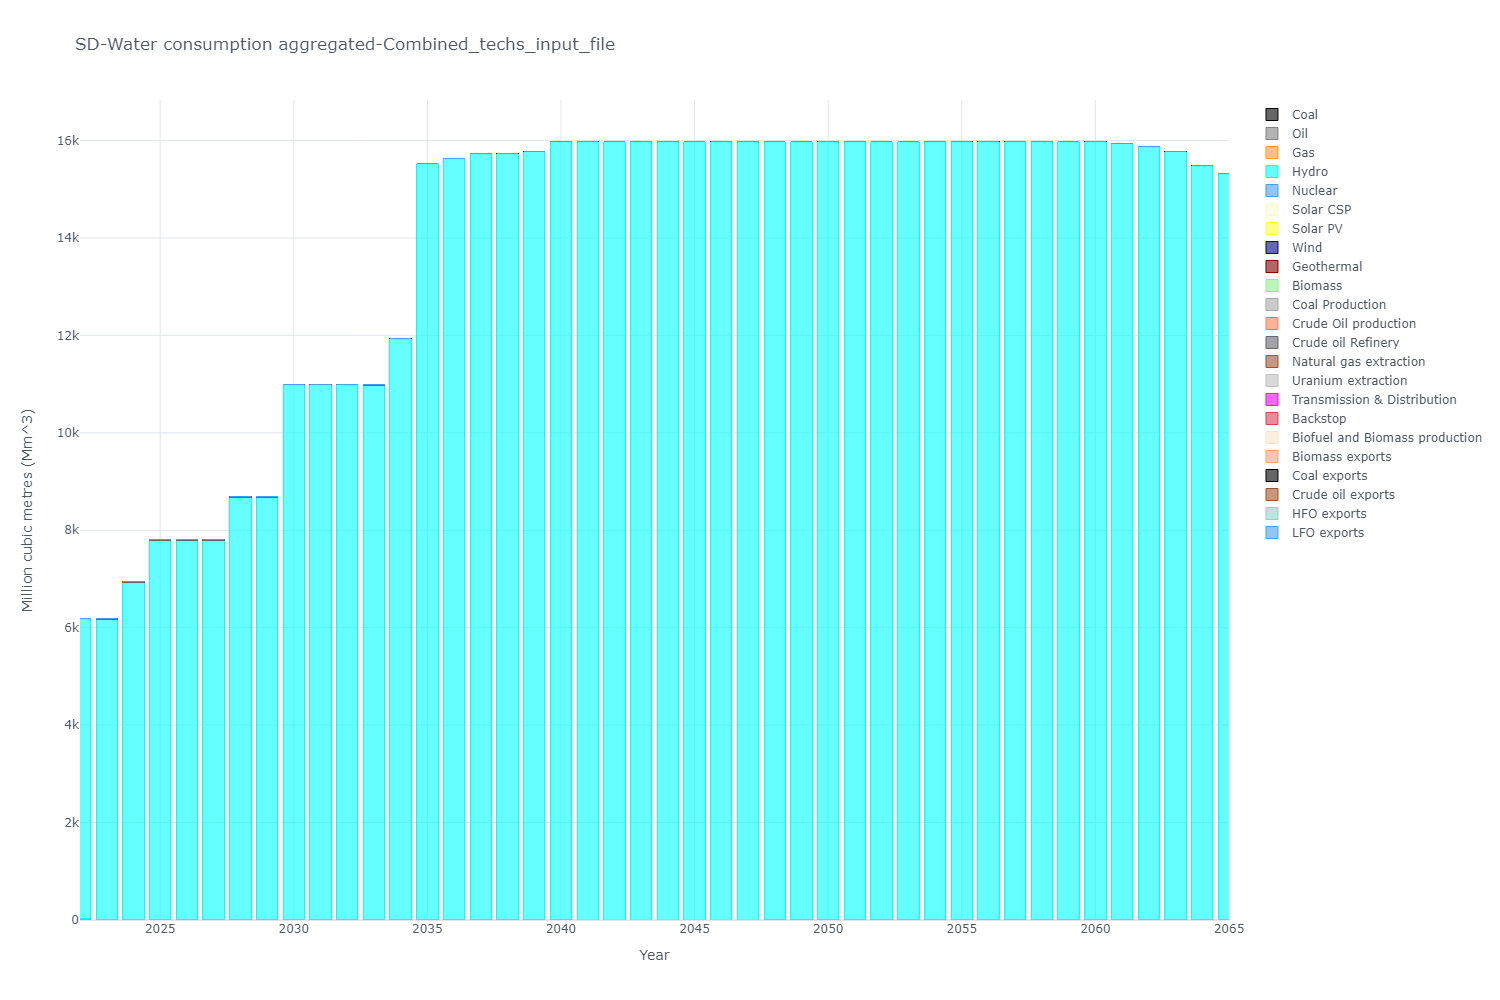 SD-Water consumption aggregated-Combined_techs_input_file
Million cubic metres (Mm^3)
16k
14k
12k
10k
8k
6k
4k
2k
0
2025
2030
2035
2040
2045
2050
2055
2060
2065
Year
Coal
Oil
Gas
Hydro
Nuclear
Solar CSP
Solar PV
Wind
Geothermal
Biomass
Coal Production
Crude Oil production
Crude oil Refinery
Natural gas extraction
Uranium extraction
Transmission & Distribution
Backstop
Biofuel and Biomass production
Biomass exports
Coal exports
Crude oil exports
HFO exports
LFO exports